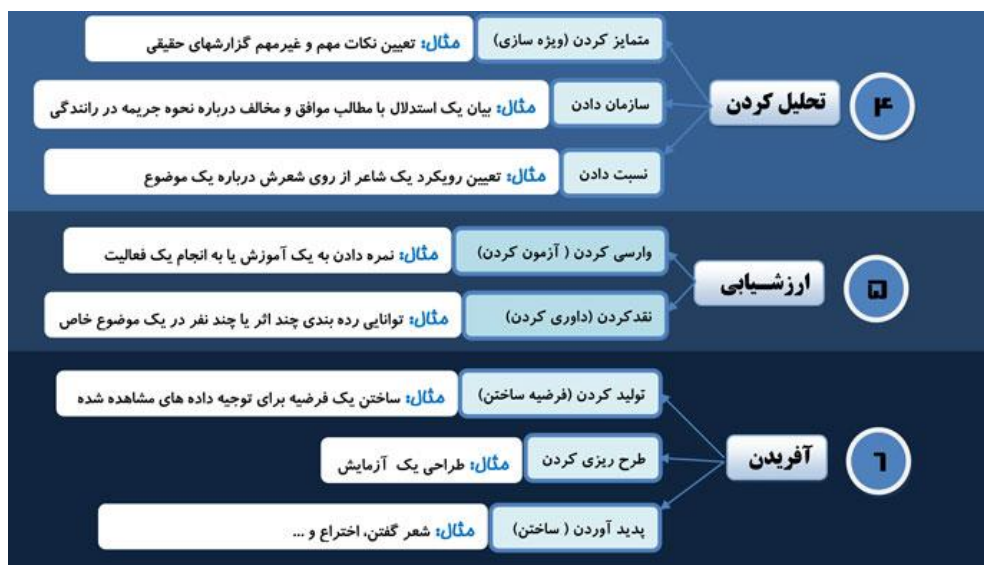 ۴
تحلیل کردن
متمایز کردن (ویژه سازی)
مثال: تعیین نکات مهم و غیرمهم گزارشهای حقیقی
سازمان دادن
مثال: بیان یک استدلال با مطالب موافق و مخالف درباره نحوه جریمه در رانندگی
نسبت دادن
مثال: تعیین رویکرد یک شاعر از روی شعرش درباره یک موضوع
۵
ارزشــیابی
وارسی کردن ( آزمون کردن)
مثال: نمره دادن به یک آموزش یا به انجام یک فعالیت
نقدکردن (داوری کردن)
مثال: توانایی رده بندی چند اثر یا چند نفر در یک موضوع خاص
۶
آفریدن
تولید کردن (فرضیه ساختن)
مثال: ساختن یک فرضیه برای توجیه داده های مشاهده شده
طرح ریزی کردن
مثال: طراحی یک آزمایش
پدید آوردن ( ساختن)
مثال: شعر گفتن، اختراع و ...